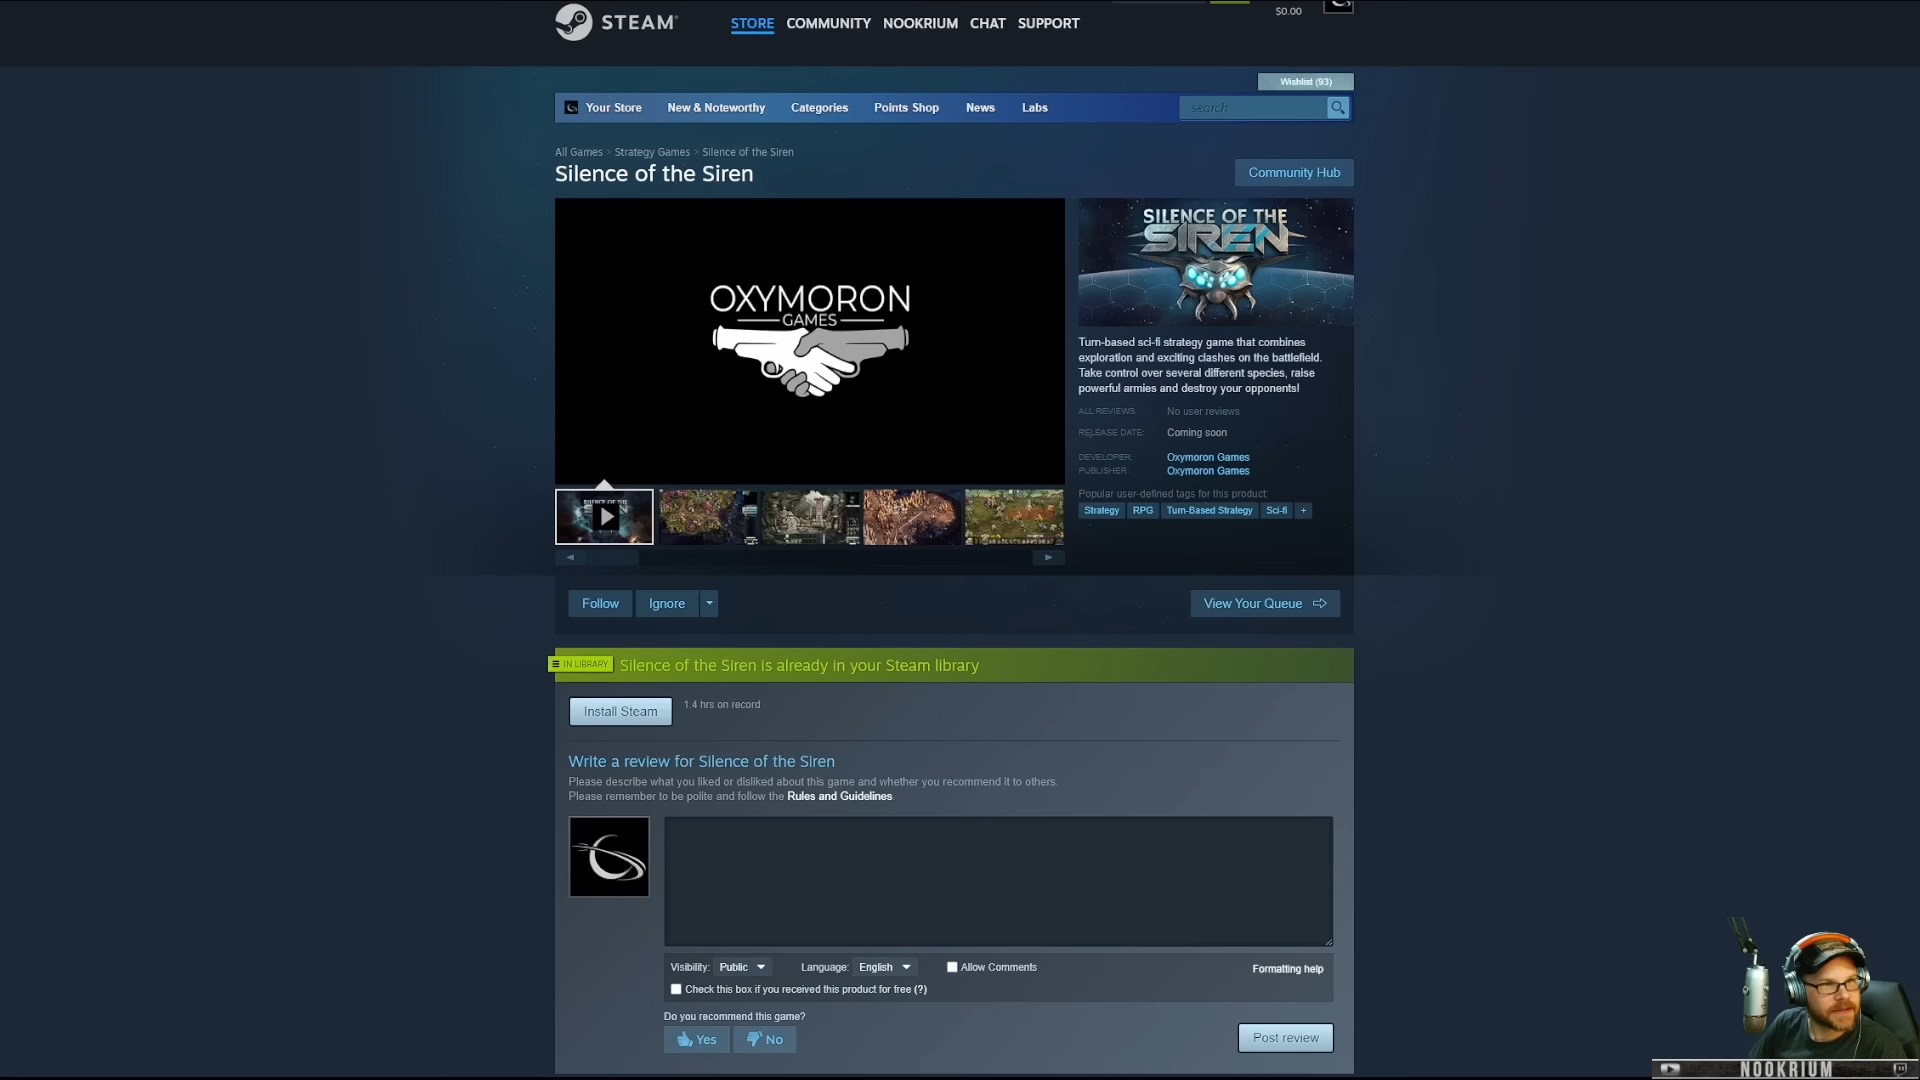 $0.00
STEAM
STORE COMMUNITY NOOKRIUM CHAT SUPPORT
Wishlist (93)
Your Store New & Noteworthy Categories Points Shop News Labs search
All Games > Strategy Games > Silence of the Siren
Silence of the Siren
Community Hub
OXYMORON
GAMES
SILENCE OF THE
SIREN
Turn-based sci-fi strategy game that combines
exploration and exciting clashes on the battlefield.
Take control over several different species, raise
powerful armies and destroy your opponents!
ALL REVIEWS: No user reviews
RELEASE DATE: Coming soon
DEVELOPER: Oxymoron Games
PUBLISHER: Oxymoron Games
Popular user-defined tags for this product:
Strategy RPG Turn-Based Strategy Sci-fi +
SILENCE OF THE
Follow Ignore View Your Queue
IN LIBRARY Silence of the Siren is already in your Steam library
Install Steam 1.4 hrs on record
Write a review for Silence of the Siren
Please describe what you liked or disliked about this game and whether you recommend it to others.
Please remember to be polite and follow the Rules and Guidelines.
Visibility: Public Language: English Allow Comments Formatting help
Check this box if you received this product for free (?)
Do you recommend this game?
Yes No
Post review
NOOKRIUM